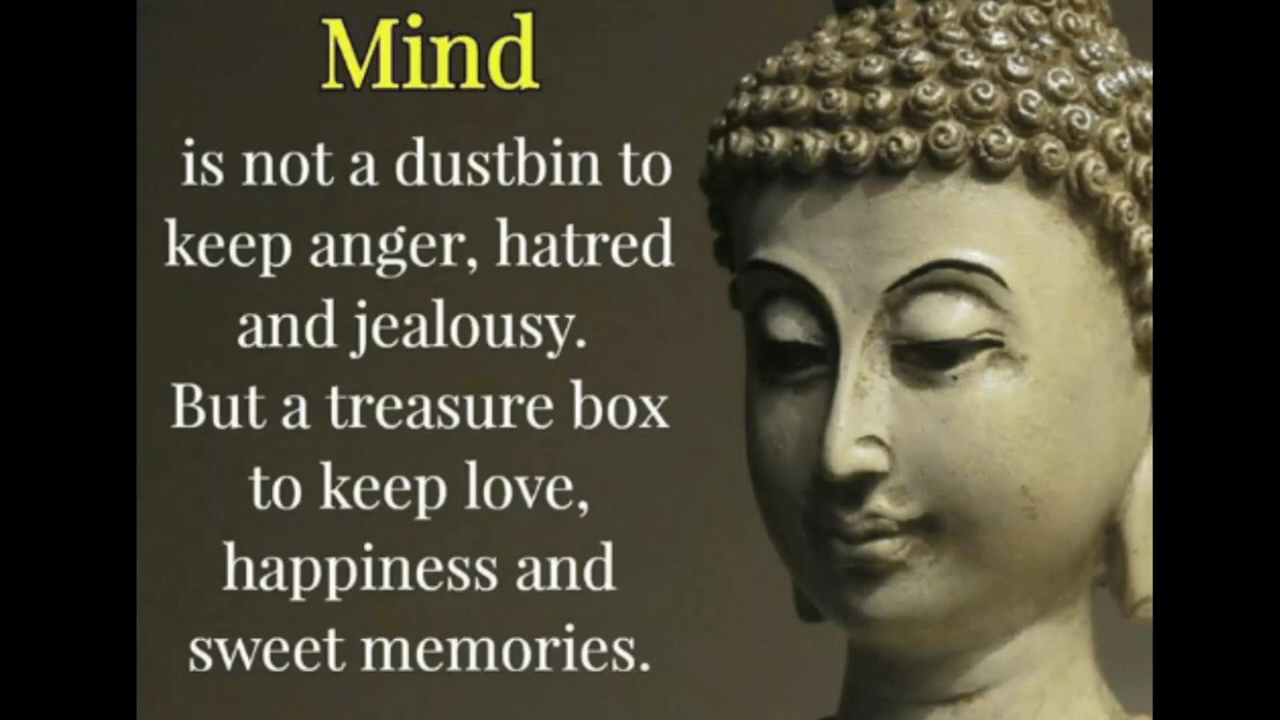 Mind
is not a dustbin to
keep anger, hatred
and jealousy.
But a treasure box
to keep love,
happiness and
sweet memories.